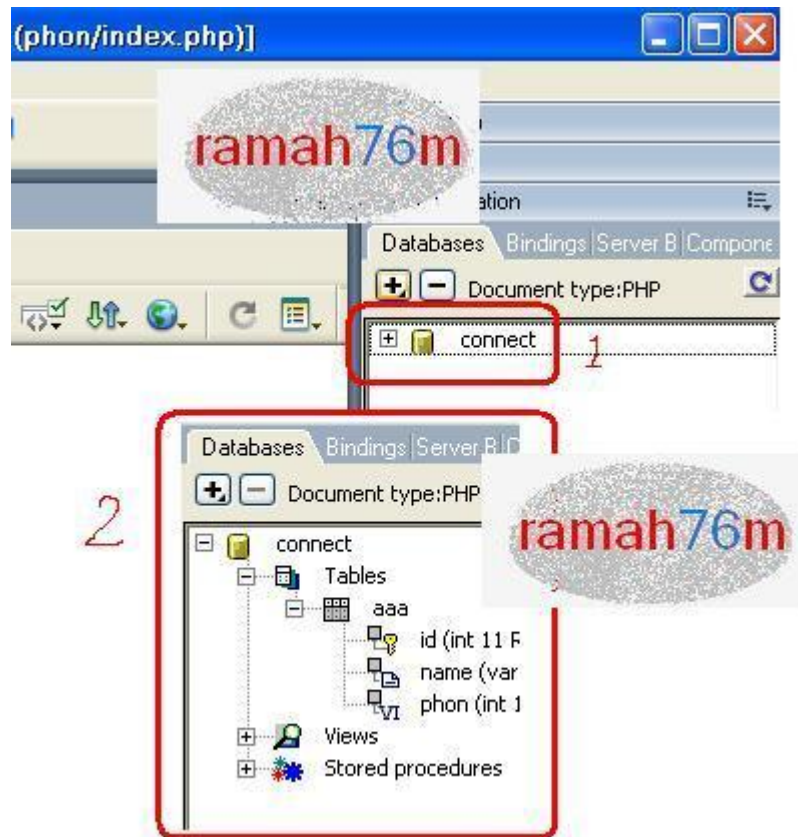 (phon/index.php)]
ramah76m
ation
Databases Bindings Server B Compone
Document type:PHP
connect
1
Databases Bindings Server B
2
Document type:PHP
ramah76m
connect
Tables
aaa
id (int 11 R
name (var
phon (int 1
Views
Stored procedures